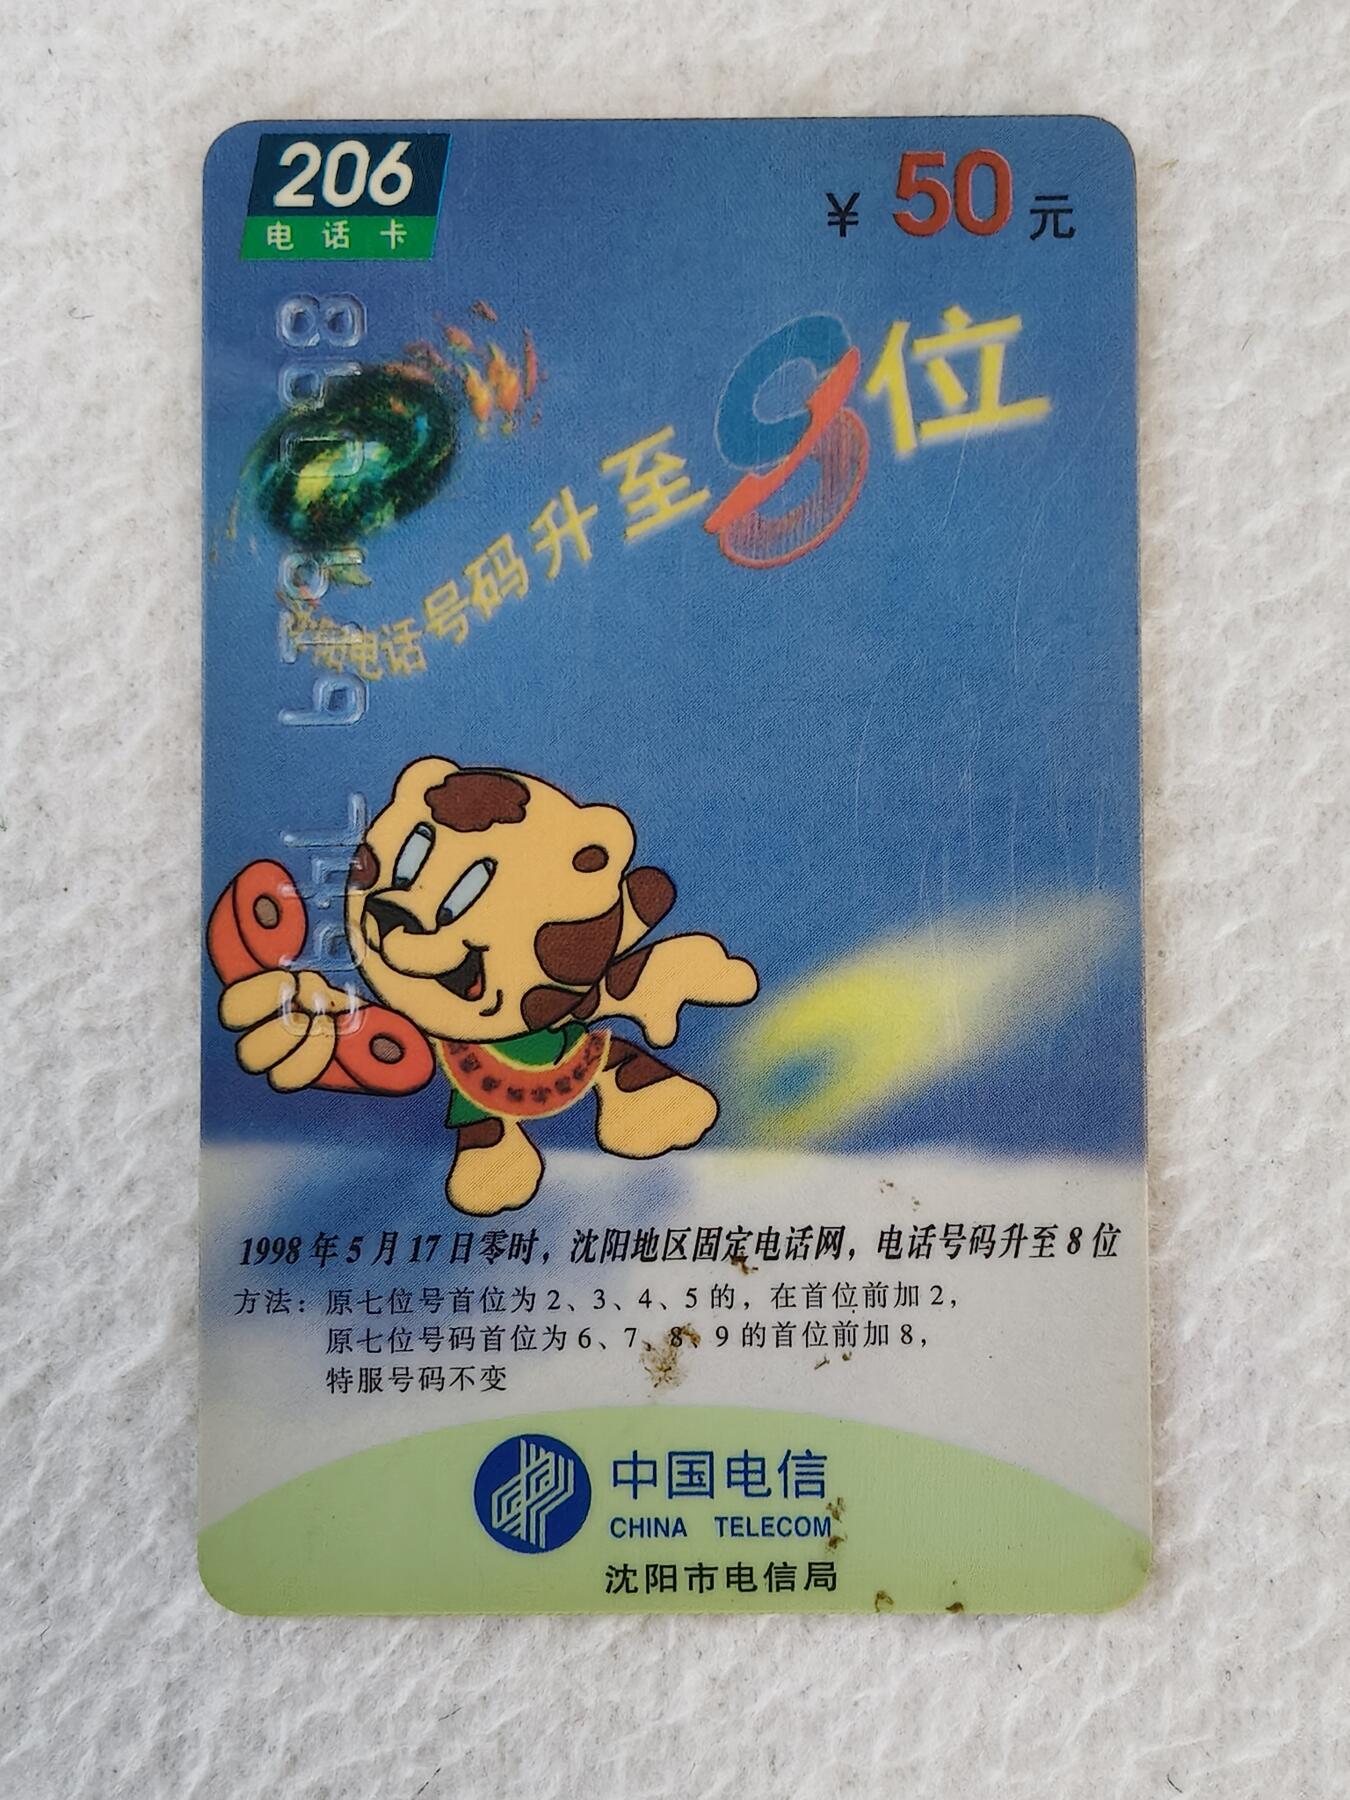 206
电话卡
¥ 50 元
电话号码升至8位
1998年5月17日零时，沈阳地区固定电话网，电话号码升至8位
方法：原七位号首位为2、3、4、5的，在首位前加2，
原七位号码首位为6、7、8、9的首位前加8，
特服号码不变
中国电信
CHINA TELECOM
沈阳市电信局